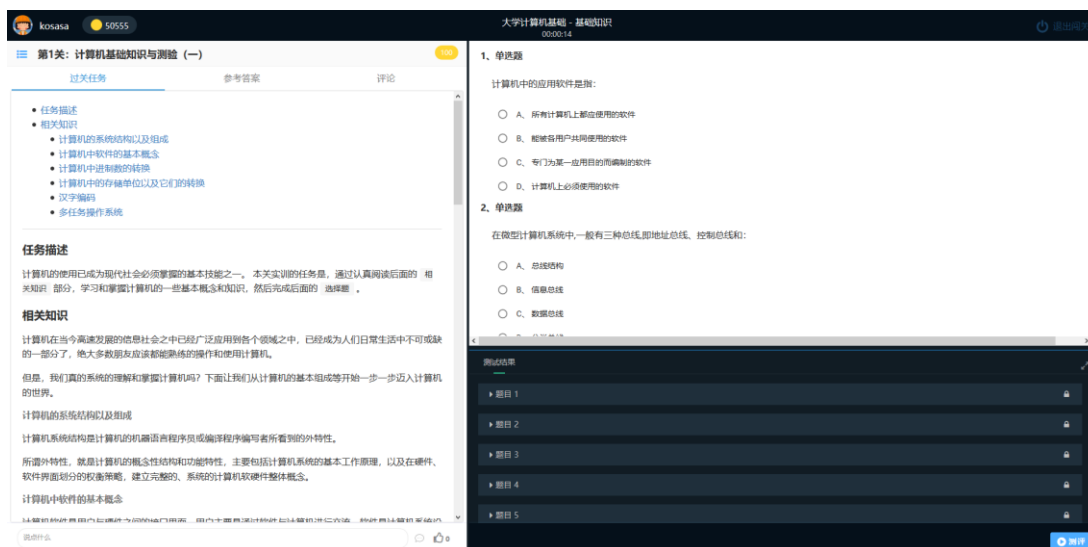 kosasa
50555
大学计算机基础 - 基础知识
00:00:14
第1关：计算机基础知识与测验（一）
100
过关任务
参考答案
评论
任务描述
相关知识
计算机的系统结构以及组成
计算机中软件的基本概念
计算机中进制数的转换
计算机中的存储单位以及它们的转换
汉字编码
多任务操作系统
任务描述
计算机的使用已成为现代社会必须掌握的基本技能之一。 本关实训的任务是，通过认真阅读后面的 相
关知识 部分，学习和掌握计算机的一些基本概念和知识，然后完成后面的 选择题 。
相关知识
计算机在当今高速发展的信息社会之中已经广泛应用到各个领域之中，已经成为人们日常生活中不可或缺
的一部分了，绝大多数朋友应该都能熟练的操作和使用计算机。
但是，我们真的系统的理解和掌握计算机吗？下面让我们从计算机的基本组成等开始一步一步迈入计算机
的世界。
计算机的系统结构以及组成
计算机系统结构是计算机的机器语言程序员或编译程序编写者所看到的外特性。
所谓外特性，就是计算机的概念性结构和功能特性，主要包括计算机系统的基本工作原理，以及在硬件、
软件界面划分的权衡策略，建立完整的、系统的计算机软硬件整体概念。
计算机中软件的基本概念
说点什么
0
1、单选题
计算机中的应用软件是指：
A、所有计算机上都应使用的软件
B、能被各用户共同使用的软件
C、专门为某一应用目的而编制的软件
D、计算机上必须使用的软件
2、单选题
在微型计算机系统中,一般有三种总线,即地址总线、控制总线和：
A、总线结构
B、信息总线
C、数据总线
测试结果
题目 1
题目 2
题目 3
题目 4
题目 5
测评